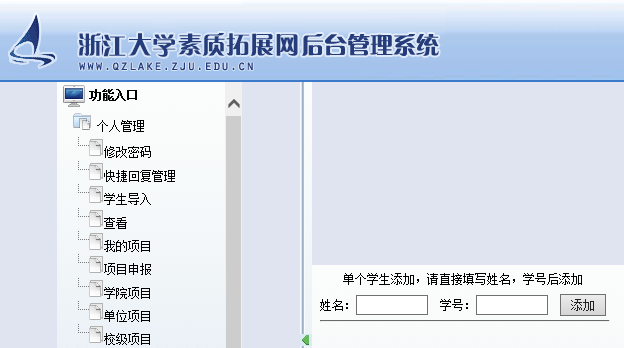 浙江大学素质拓展网后台管理系统
WWW.QZLAKE.ZJU.EDU.CN
功能入口
个人管理
修改密码
快捷回复管理
学生导入
查看
我的项目
项目申报
学院项目
单位项目
校级项目
单个学生添加，请直接填写姓名，学号后添加
姓名： 学号： 添加